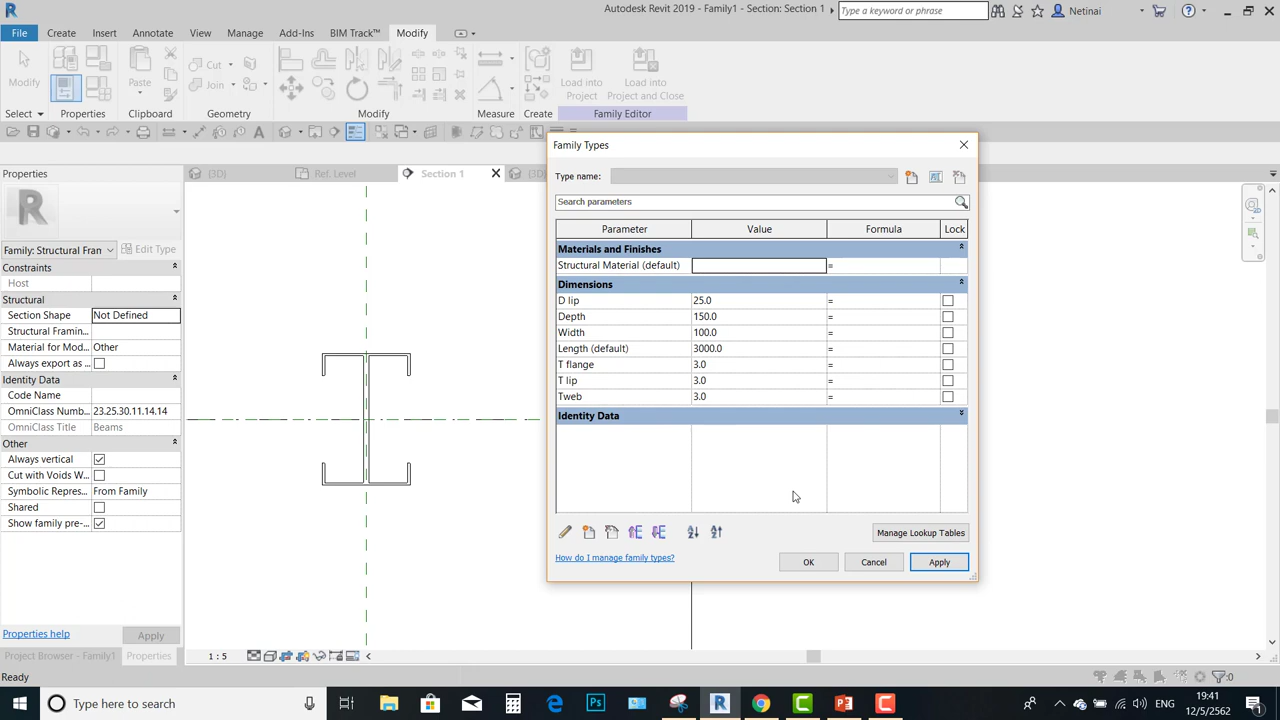 Autodesk Revit 2019 - Family1 - Section: Section 1
Type a keyword or phrase
Netinai
File
Create
Insert
Annotate
View
Manage
Add-Ins
BIM Track™
Modify
Modify
Cut
Join
Paste
Load into Project
Load into Project and Close
Select
Properties
Clipboard
Geometry
Modify
Measure
Create
Family Editor
Properties
{3D}
Ref. Level
Section 1
Family: Structural Fran
Edit Type
Constraints
Host
Structural
Section Shape Not Defined
Structural Framin...
Material for Mod... Other
Always export as ...
Identity Data
Code Name
OmniClass Numb... 23.25.30.11.14.14
OmniClass Title Beams
Other
Always vertical
Cut with Voids W...
Symbolic Repres... From Family
Shared
Show family pre-...
Properties help
Apply
Project Browser - Family1
Properties
Family Types
Type name:
Search parameters
Parameter Value Formula Lock
Materials and Finishes
Structural Material (default) =
Dimensions
D lip 25.0 =
Depth 150.0 =
Width 100.0 =
Length (default) 3000.0 =
T flange 3.0 =
T lip 3.0 =
Tweb 3.0 =
Identity Data
Manage Lookup Tables
How do I manage family types?
OK
Cancel
Apply
1 : 5
Ready
:0
Type here to search
ENG
19:41
12/5/2562